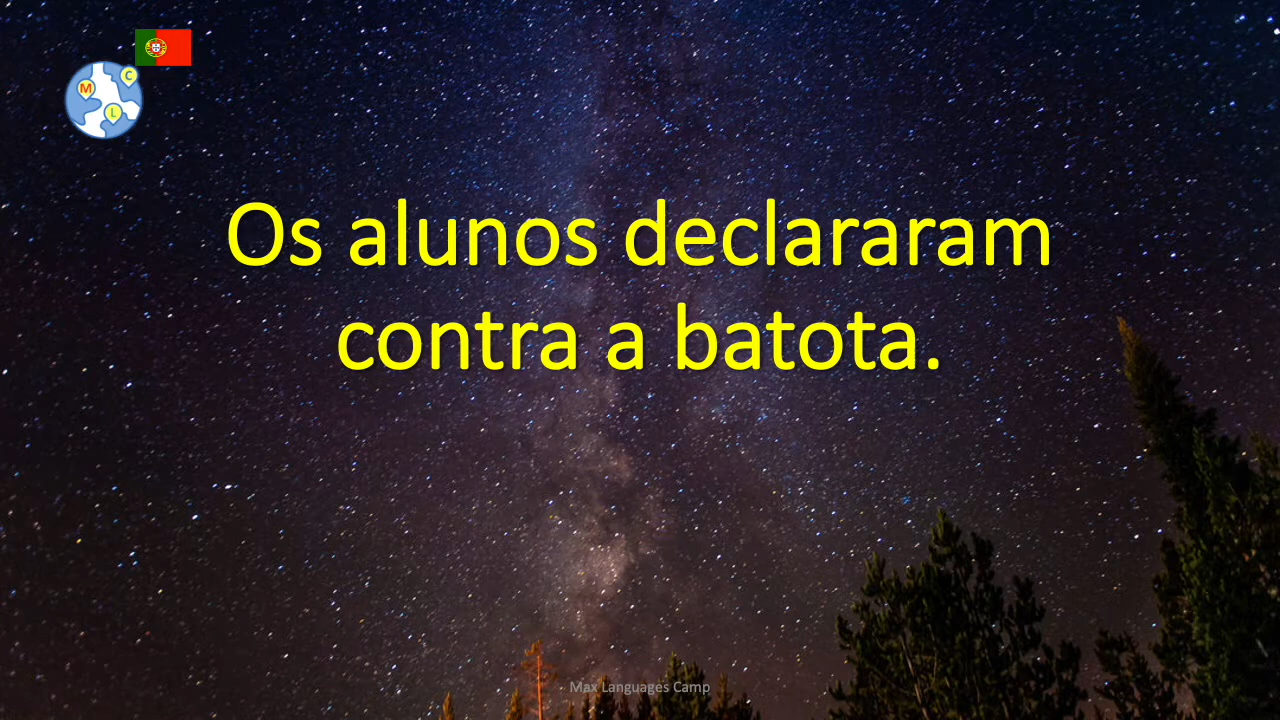 M
C
L
Os alunos declararam
contra a batota.
Max Languages Camp